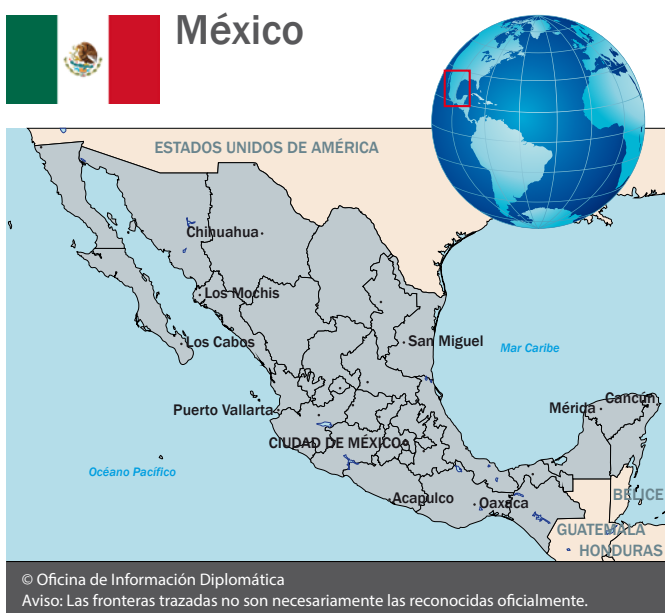 México
ESTADOS UNIDOS DE AMÉRICA
Chihuahua
Los Mochis
Los Cabos
San Miguel
Mar Caribe
Cancún
Mérida
Puerto Vallarta
CIUDAD DE MÉXICO
Océano Pacífico
Acapulco
Oaxaca
BELICE
GUATEMALA
HONDURAS
© Oficina de Información Diplomática
Aviso: Las fronteras trazadas no son necesariamente las reconocidas oficialmente.